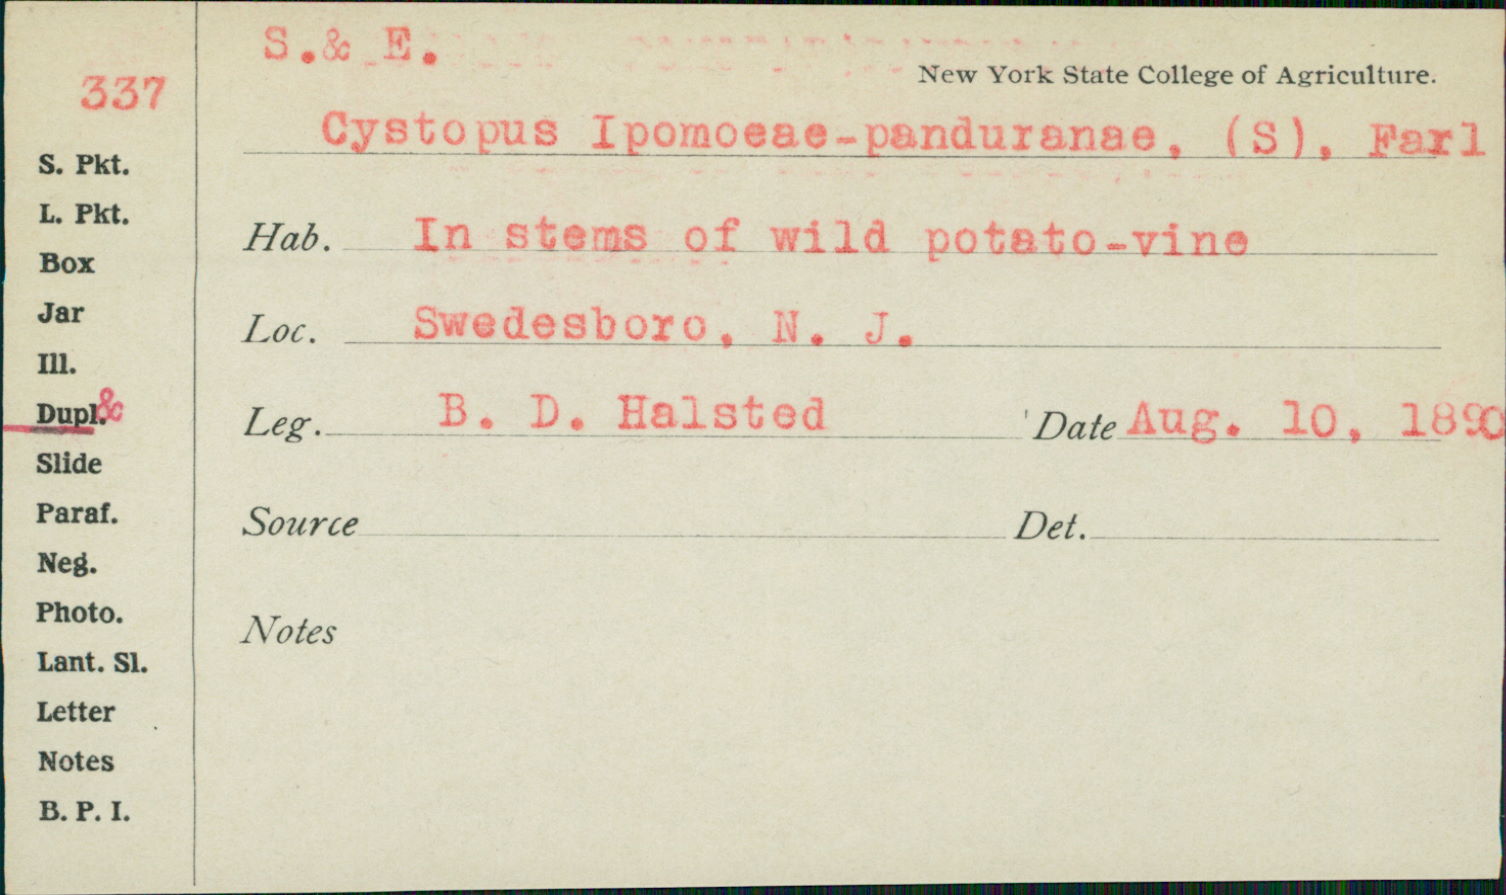 S.& E.
New York State College of Agriculture.
337
Cystopus Ipomoeae-panduranae, (S), Farl
S. Pkt.
L. Pkt.
Hab. In stems of wild potato-vine
Box
Jar
Loc. Swedesboro, N. J.
Ill.
Dupl.&
Leg. B. D. Halsted Date Aug. 10, 1890
Slide
Paraf.
Source Det.
Neg.
Photo.
Notes
Lant. Sl.
Letter
Notes
B. P. I.